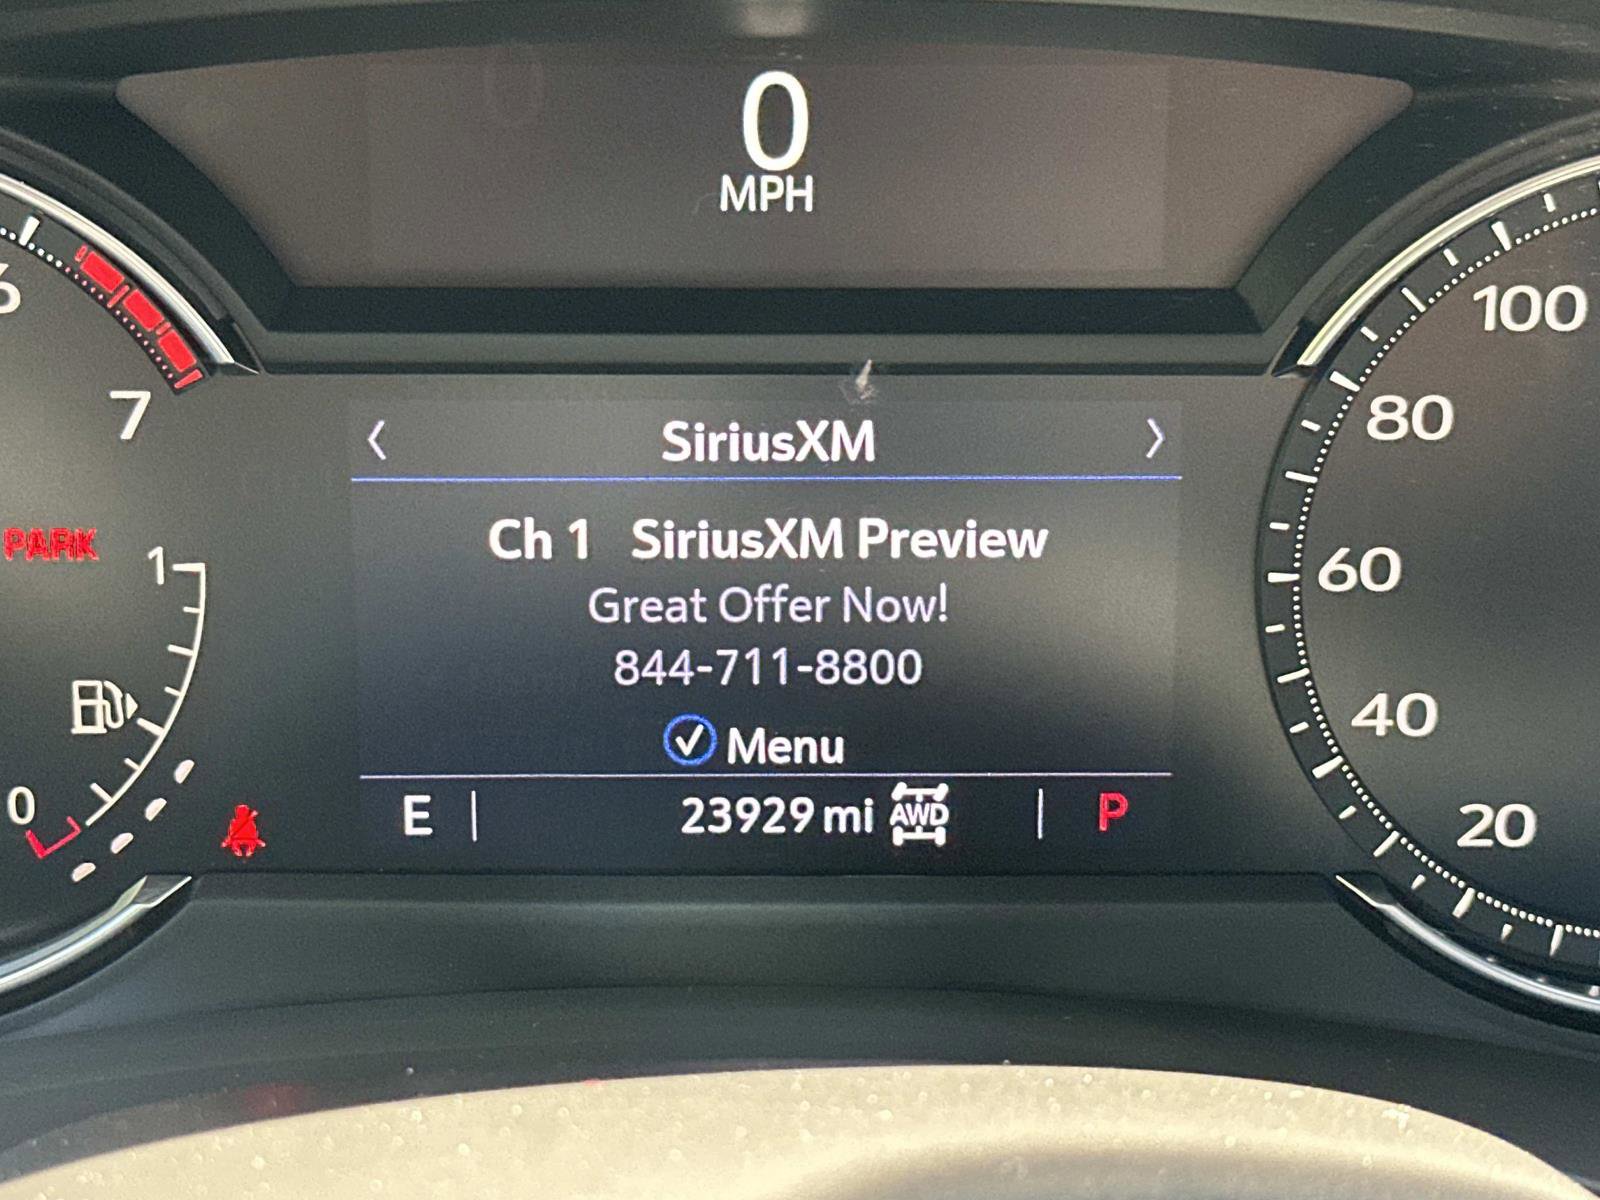 0
MPH
6
7
PARK
1
0
< SiriusXM >
Ch 1 SiriusXM Preview
Great Offer Now!
844-711-8800
Menu
E 23929 mi AWD P
100
80
60
40
20